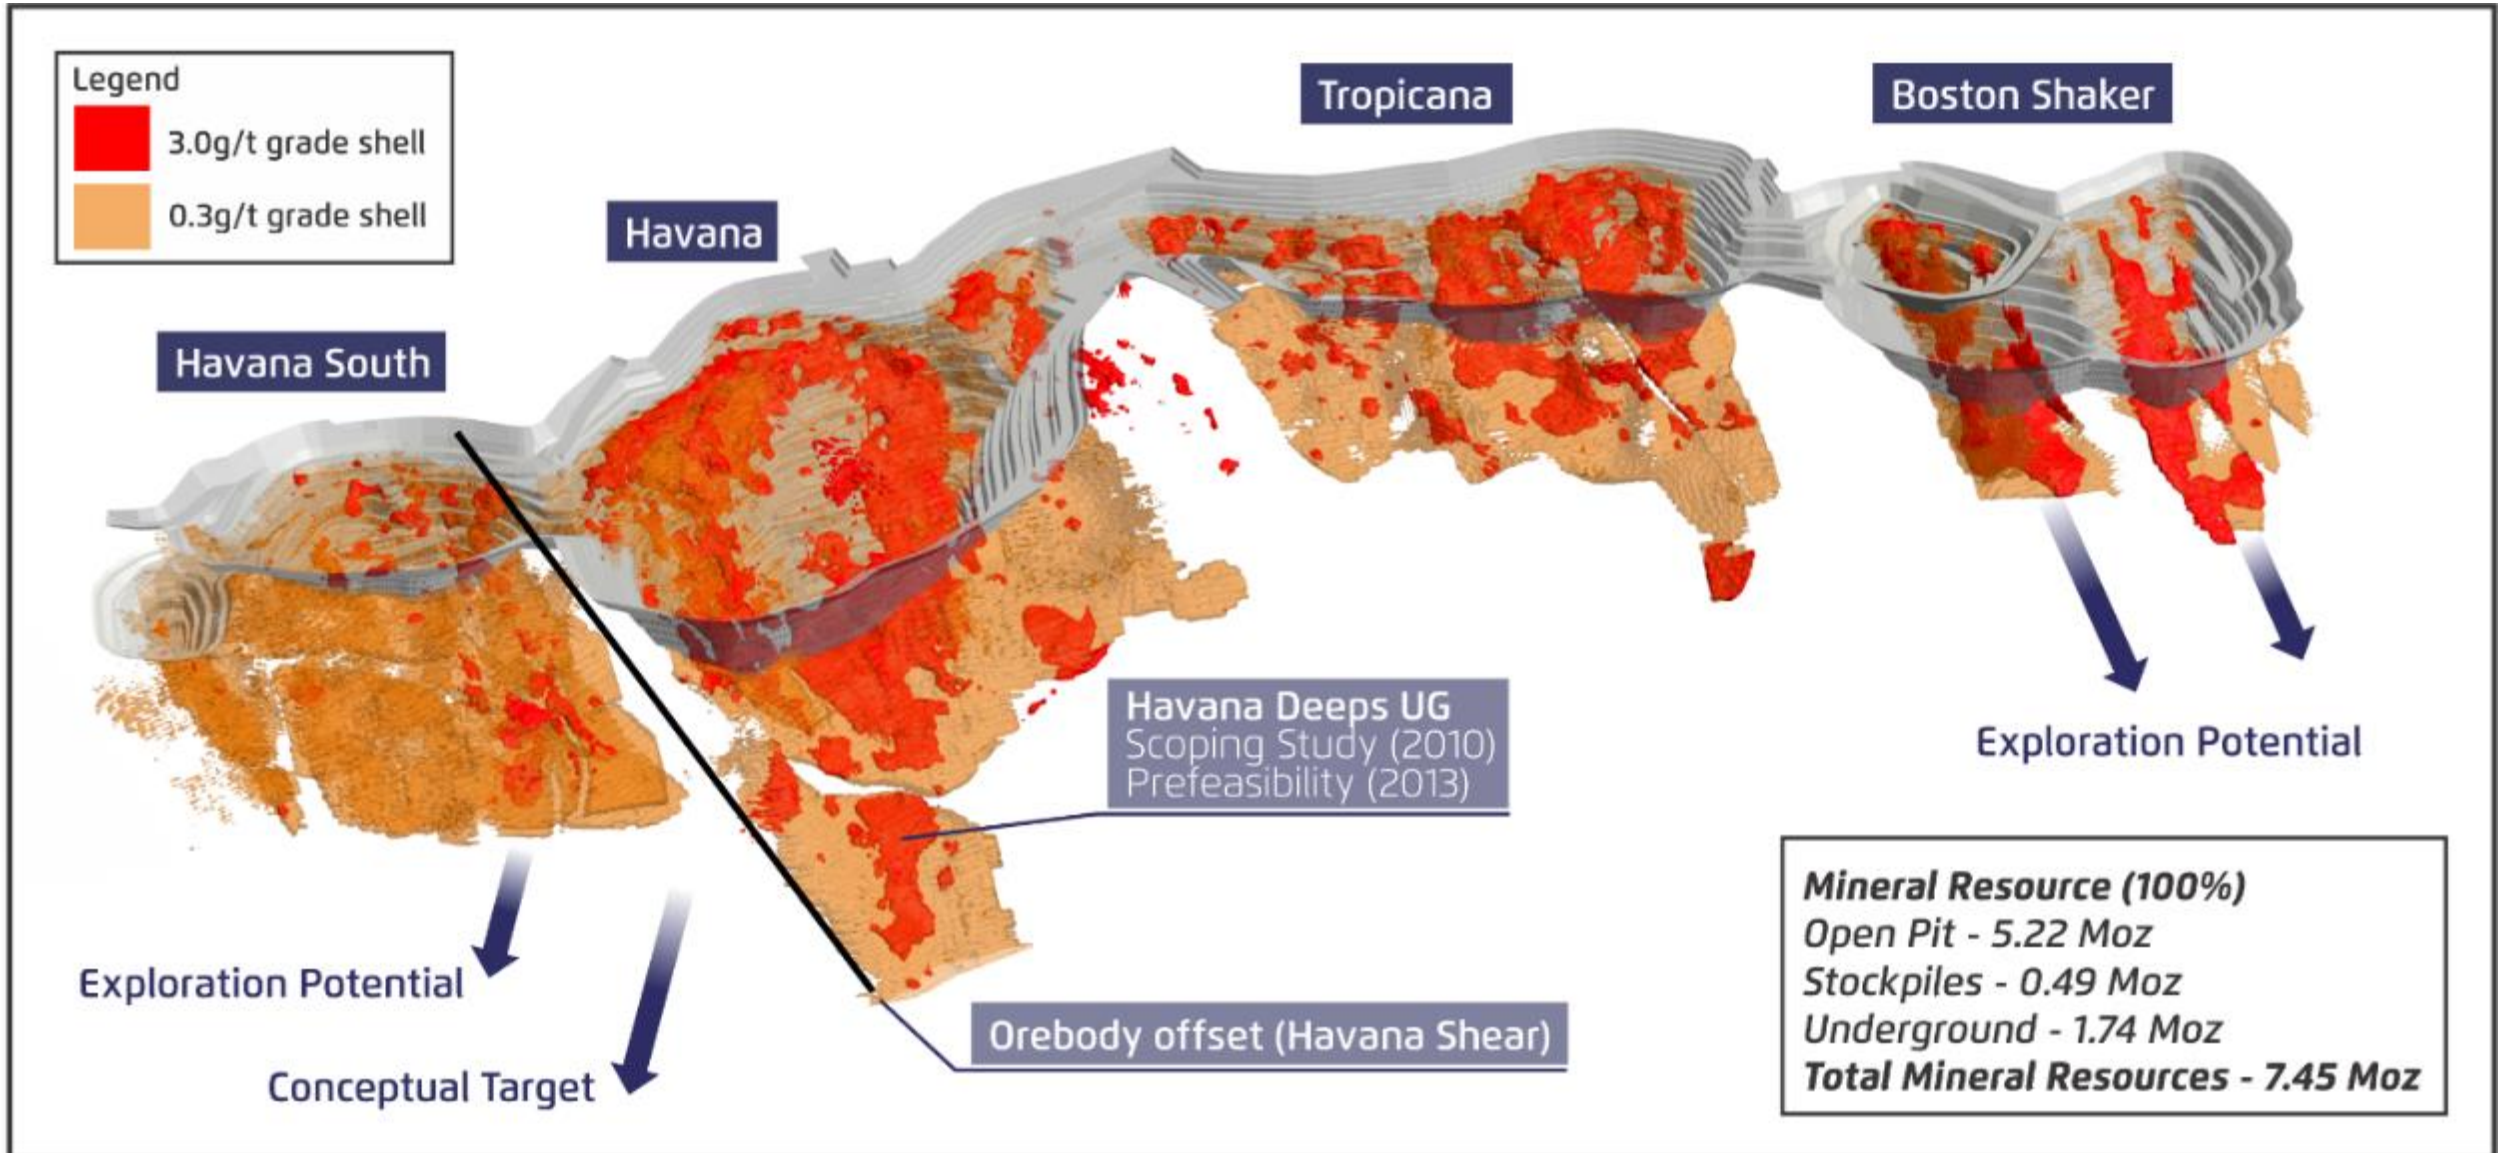 Legend
3.0g/t grade shell
0.3g/t grade shell
Tropicana
Boston Shaker
Havana
Havana South
Havana Deeps UG
Scoping Study (2010)
Prefeasibility (2013)
Exploration Potential
Mineral Resource (100%)
Open Pit - 5.22 Moz
Stockpiles - 0.49 Moz
Underground - 1.74 Moz
Total Mineral Resources - 7.45 Moz
Exploration Potential
Orebody offset (Havana Shear)
Conceptual Target